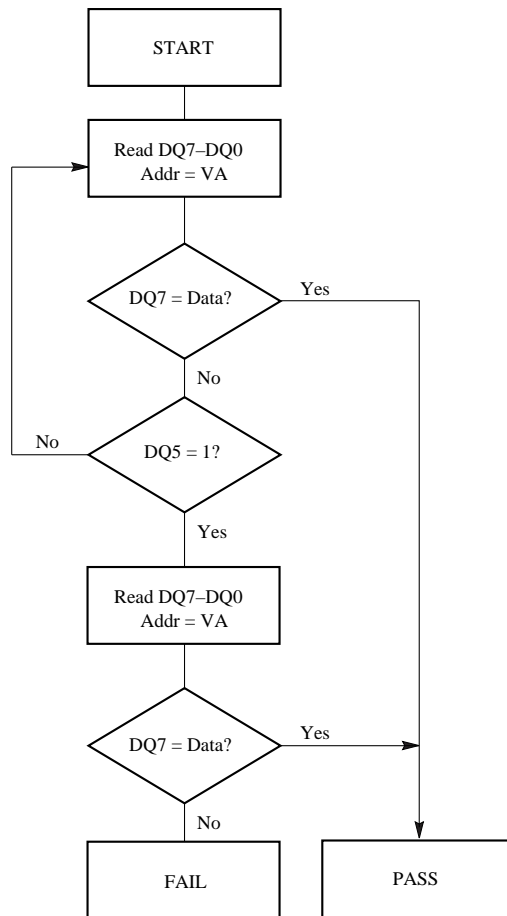 START
Read DQ7–DQ0
Addr = VA
DQ7 = Data?
Yes
No
No
DQ5 = 1?
Yes
Read DQ7–DQ0
Addr = VA
DQ7 = Data?
Yes
No
FAIL
PASS